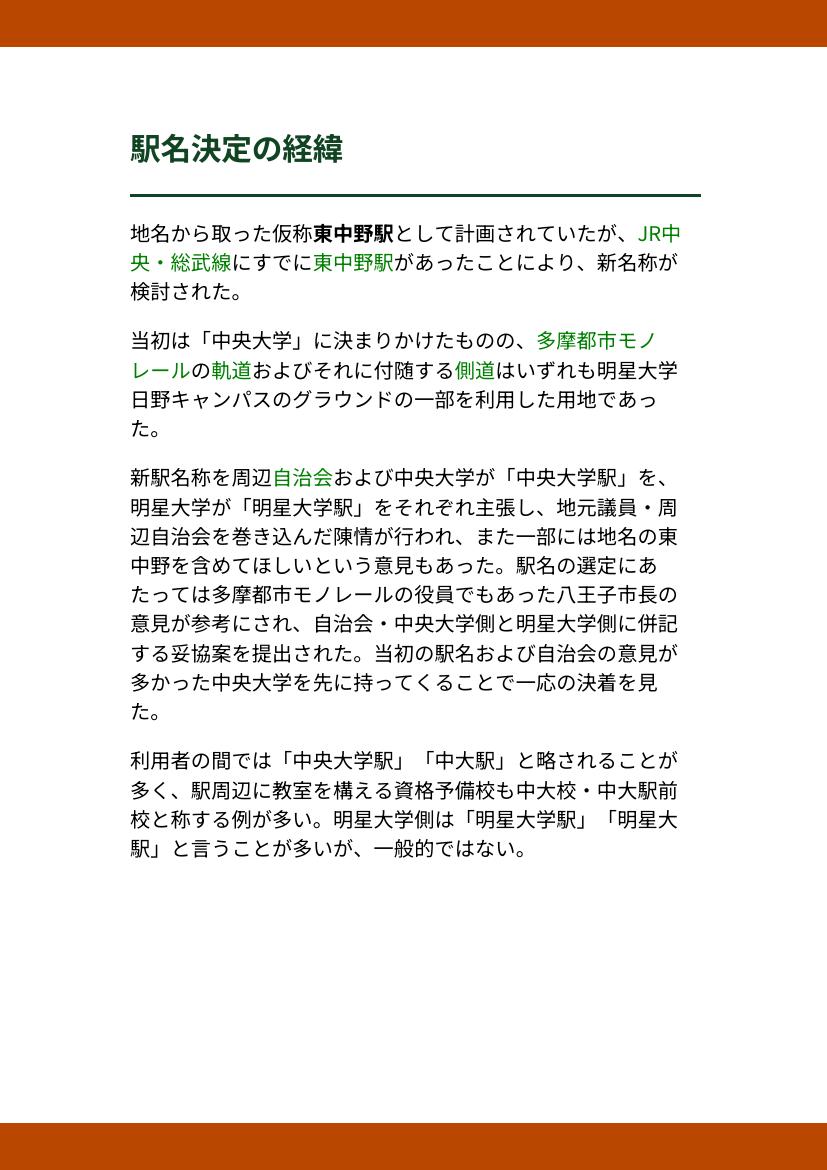 駅名決定の経緯
地名から取った仮称東中野駅として計画されていたが、JR中
央・総武線にすでに東中野駅があったことにより、新名称が
検討された。
当初は「中央大学」に決まりかけたものの、多摩都市モノ
レールの軌道およびそれに付随する側道はいずれも明星大学
日野キャンパスのグラウンドの一部を利用した用地であっ
た。
新駅名称を周辺自治会および中央大学が「中央大学駅」を、
明星大学が「明星大学駅」をそれぞれ主張し、地元議員・周
辺自治会を巻き込んだ陳情が行われ、また一部には地名の東
中野を含めてほしいという意見もあった。駅名の選定にあ
たっては多摩都市モノレールの役員でもあった八王子市長の
意見が参考にされ、自治会・中央大学側と明星大学側に併記
する妥協案を提出された。当初の駅名および自治会の意見が
多かった中央大学を先に持ってくることで一応の決着を見
た。
利用者の間では「中央大学駅」「中大駅」と略されることが
多く、駅周辺に教室を構える資格予備校も中大校・中大駅前
校と称する例が多い。明星大学側は「明星大学駅」「明星大
駅」と言うことが多いが、一般的ではない。